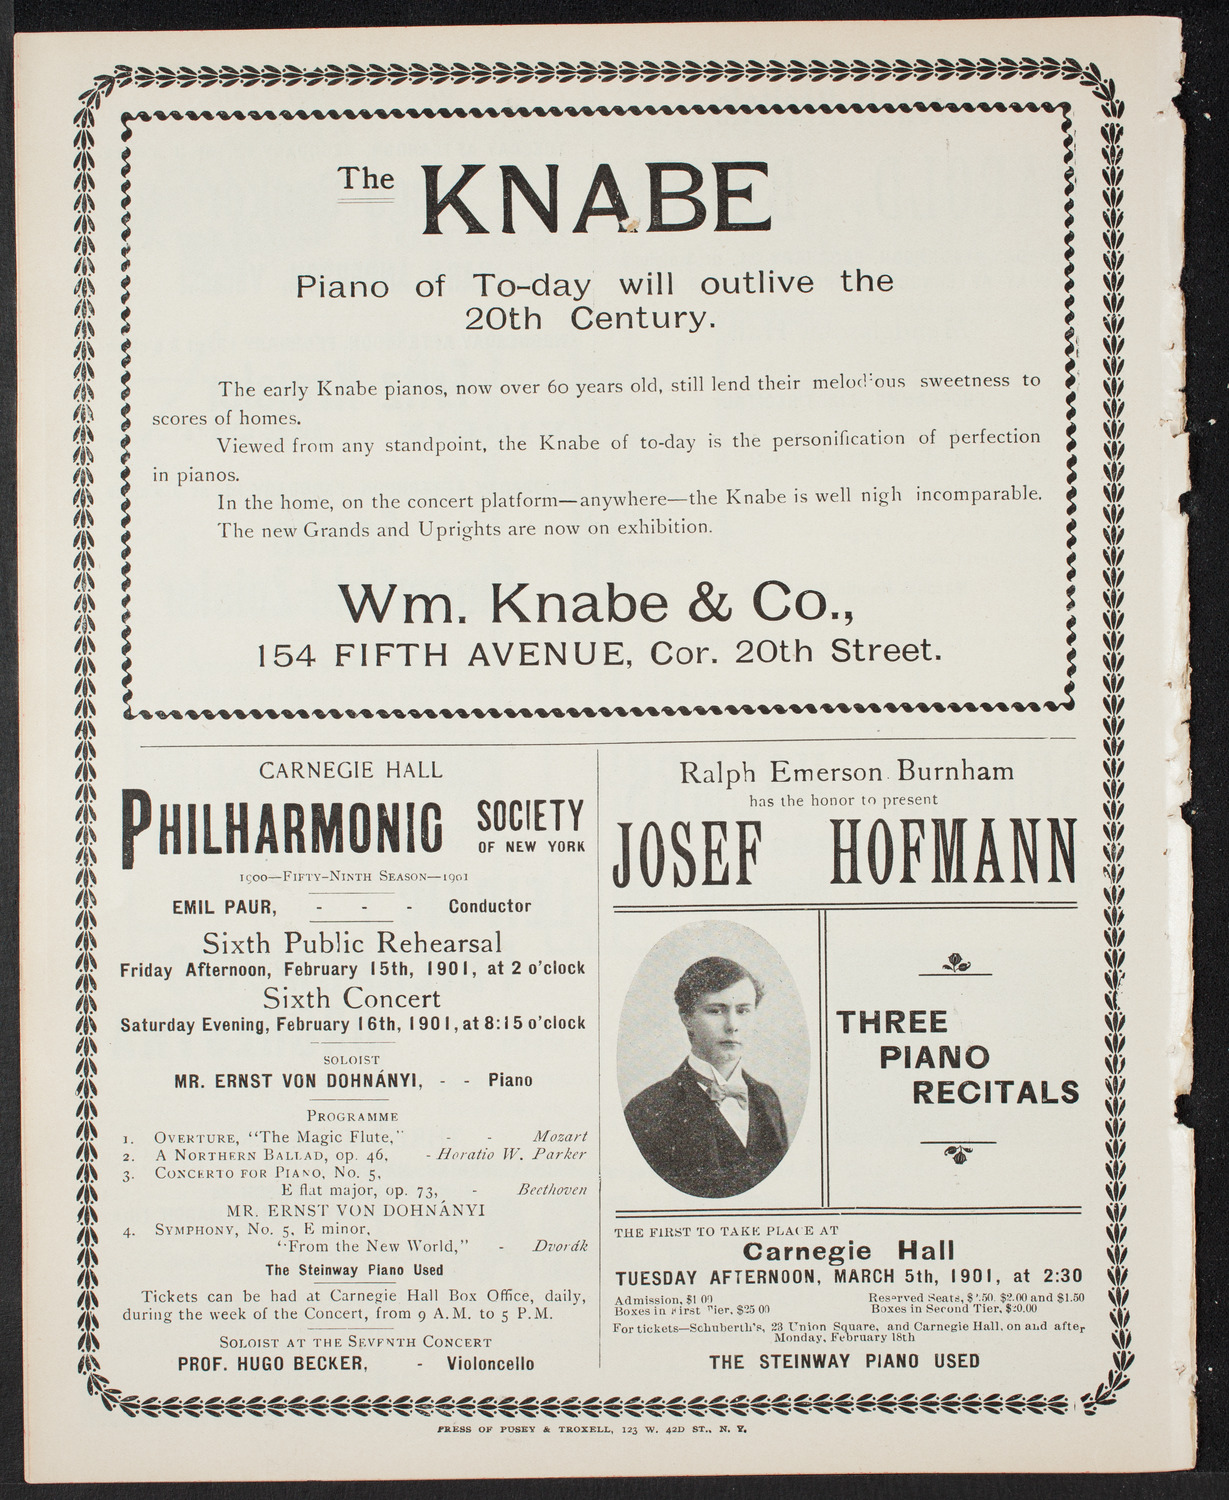 The KNABE
Piano of To-day will outlive the
20th Century.
The early Knabe pianos, now over 60 years old, still lend their melodious sweetness to
scores of homes.
Viewed from any standpoint, the Knabe of to-day is the personification of perfection
in pianos.
In the home, on the concert platform—anywhere—the Knabe is well nigh incomparable.
The new Grands and Uprights are now on exhibition.
Wm. Knabe & Co.,
154 FIFTH AVENUE, Cor. 20th Street.
CARNEGIE HALL
PHILHARMONIC SOCIETY
OF NEW YORK
1900—FIFTY-NINTH SEASON—1901
EMIL PAUR, - - - Conductor
Sixth Public Rehearsal
Friday Afternoon, February 15th, 1901, at 2 o'clock
Sixth Concert
Saturday Evening, February 16th, 1901, at 8:15 o'clock
SOLOIST
MR. ERNST VON DOHNÁNYI, - - Piano
PROGRAMME
1. OVERTURE, "The Magic Flute," - - Mozart
2. A NORTHERN BALLAD, op. 46, - Horatio W. Parker
3. CONCERTO FOR PIANO, NO. 5,
E flat major, op. 73, - Beethoven
MR. ERNST VON DOHNÁNYI
4. SYMPHONY, NO. 5, E minor,
"From the New World," - Dvorák
The Steinway Piano Used
Tickets can be had at Carnegie Hall Box Office, daily,
during the week of the Concert, from 9 A.M. to 5 P.M.
SOLOIST AT THE SEVENTH CONCERT
PROF. HUGO BECKER, - Violoncello
Ralph Emerson Burnham
has the honor to present
JOSEF HOFMANN
THREE
PIANO
RECITALS
THE FIRST TO TAKE PLACE AT
Carnegie Hall
TUESDAY AFTERNOON, MARCH 5th, 1901, at 2:30
Admission, $1 00 Reserved Seats, $2.00 and $1.50
Boxes in First Tier, $25 00 Boxes in Second Tier, $20.00
For tickets—Schuberth's, 23 Union Square, and Carnegie Hall, on and after
Monday, February 18th
THE STEINWAY PIANO USED
PRESS OF PUSEY & TROXELL, 123 W. 42D ST., N. Y.